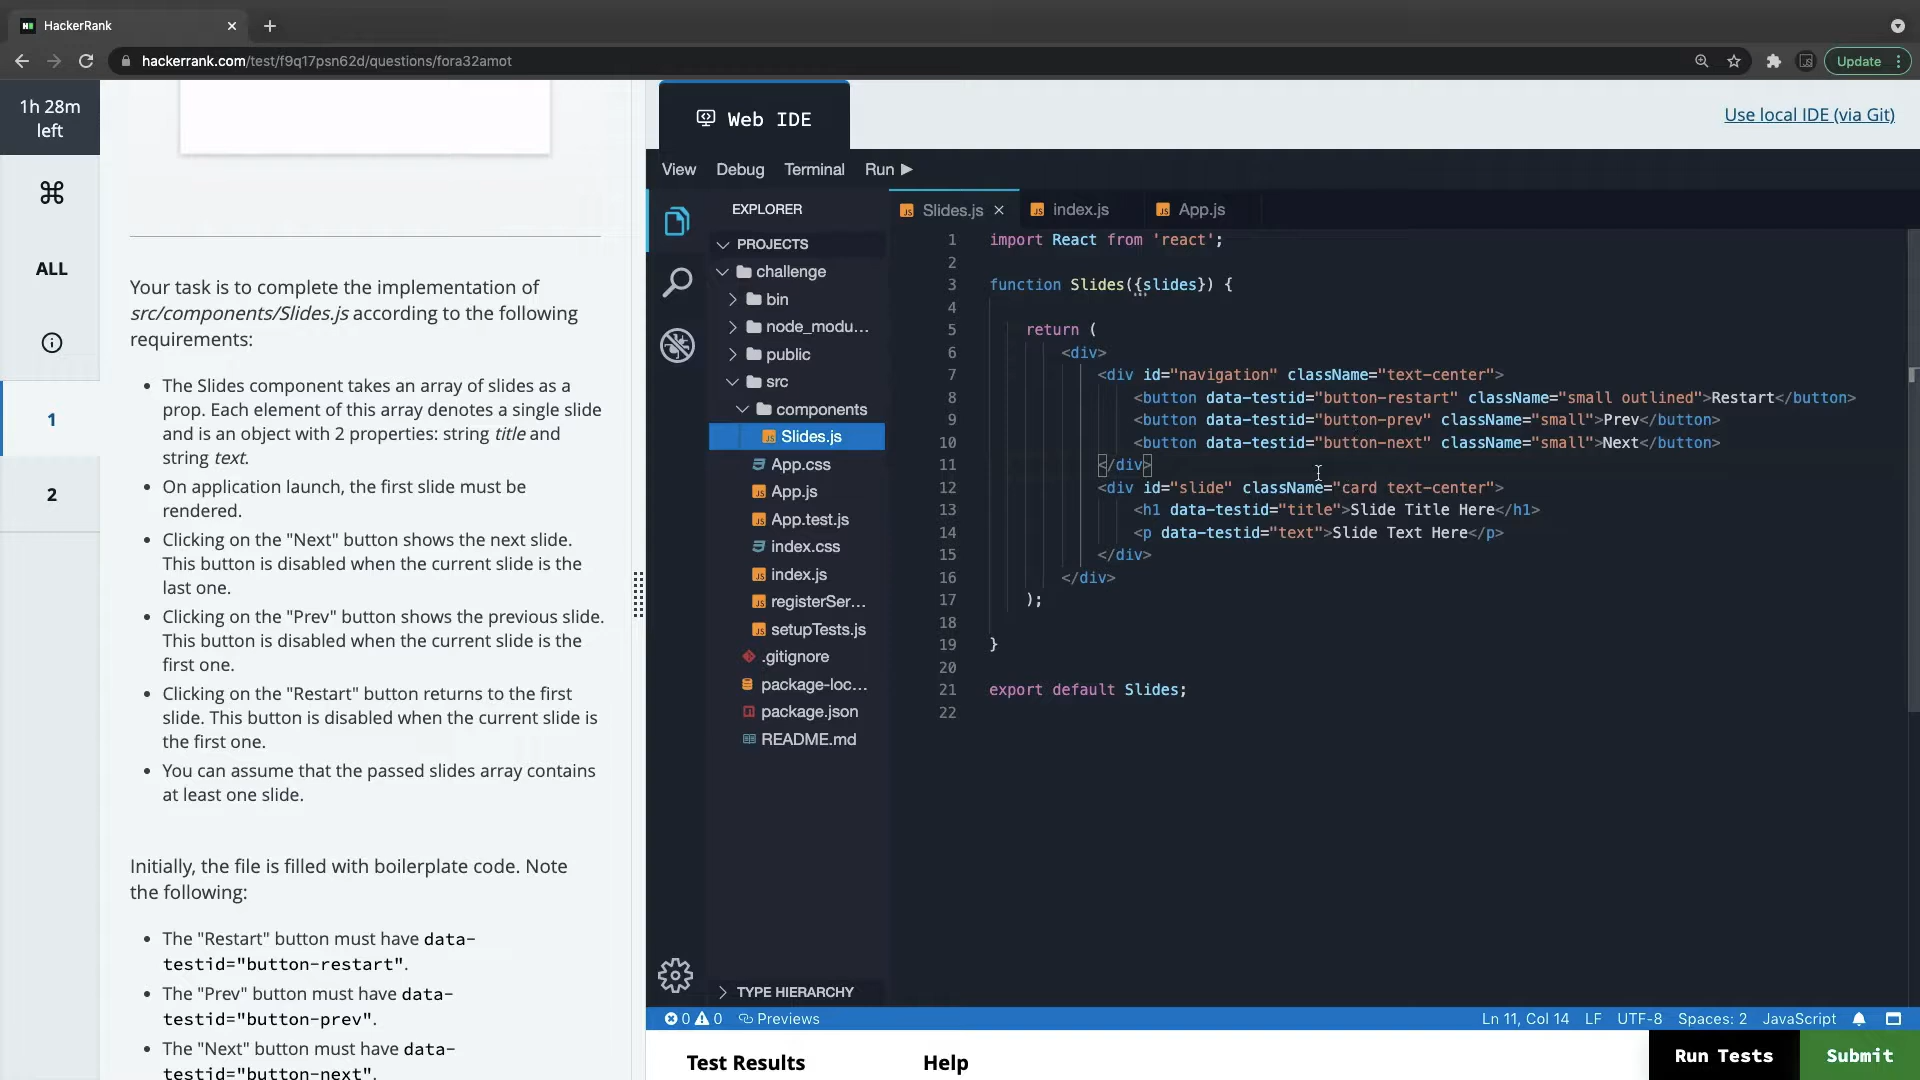 HackerRank
hackerrank.com/test/f9q17psn62d/questions/fora32amot
Update
1h 28m
left
ALL
1
2
Your task is to complete the implementation of
src/components/Slides.js according to the following
requirements:
The Slides component takes an array of slides as a
prop. Each element of this array denotes a single slide
and is an object with 2 properties: string title and
string text.
On application launch, the first slide must be
rendered.
Clicking on the "Next" button shows the next slide.
This button is disabled when the current slide is the
last one.
Clicking on the "Prev" button shows the previous slide.
This button is disabled when the current slide is the
first one.
Clicking on the "Restart" button returns to the first
slide. This button is disabled when the current slide is
the first one.
You can assume that the passed slides array contains
at least one slide.
Initially, the file is filled with boilerplate code. Note
the following:
The "Restart" button must have data-
testid="button-restart".
The "Prev" button must have data-
testid="button-prev".
The "Next" button must have data-
testid="button-next".
Web IDE
Use local IDE (via Git)
View Debug Terminal Run
EXPLORER
PROJECTS
challenge
bin
node_modu...
public
src
components
Slides.js
App.css
App.js
App.test.js
index.css
index.js
registerSer...
setupTests.js
.gitignore
package-loc...
package.json
README.md
TYPE HIERARCHY
Slides.js index.js App.js
1 import React from 'react';
2
3 function Slides({slides}) {
4
5 return (
6 <div>
7 <div id="navigation" className="text-center">
8 <button data-testid="button-restart" className="small outlined">Restart</button>
9 <button data-testid="button-prev" className="small">Prev</button>
10 <button data-testid="button-next" className="small">Next</button>
11 </div>
12 <div id="slide" className="card text-center">
13 <h1 data-testid="title">Slide Title Here</h1>
14 <p data-testid="text">Slide Text Here</p>
15 </div>
16 </div>
17 );
18
19 }
20
21 export default Slides;
22
0 0 Previews
Ln 11, Col 14 LF UTF-8 Spaces: 2 JavaScript
Test Results Help
Run Tests Submit